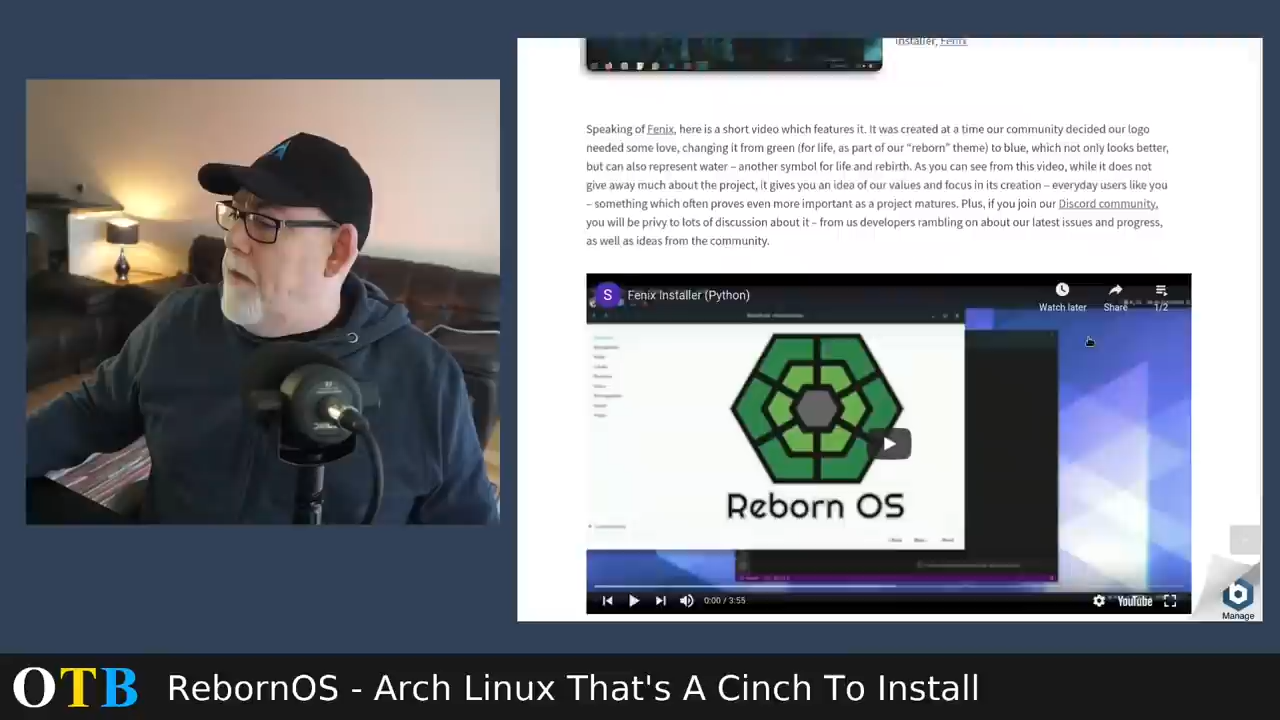 installer, Fenix
Speaking of Fenix, here is a short video which features it. It was created at a time our community decided our logo
needed some love, changing it from green (for life, as part of our “reborn” theme) to blue, which not only looks better,
but can also represent water – another symbol for life and rebirth. As you can see from this video, while it does not
give away much about the project, it gives you an idea of our values and focus in its creation – everyday users like you
– something which often proves even more important as a project matures. Plus, if you join our Discord community,
you will be privy to lots of discussion about it – from us developers rambling on about our latest issues and progress,
as well as ideas from the community.
S Fenix Installer (Python)
Watch later Share 1/2
Reborn OS
0:00 / 3:55
YouTube
Manage
OTB RebornOS - Arch Linux That's A Cinch To Install